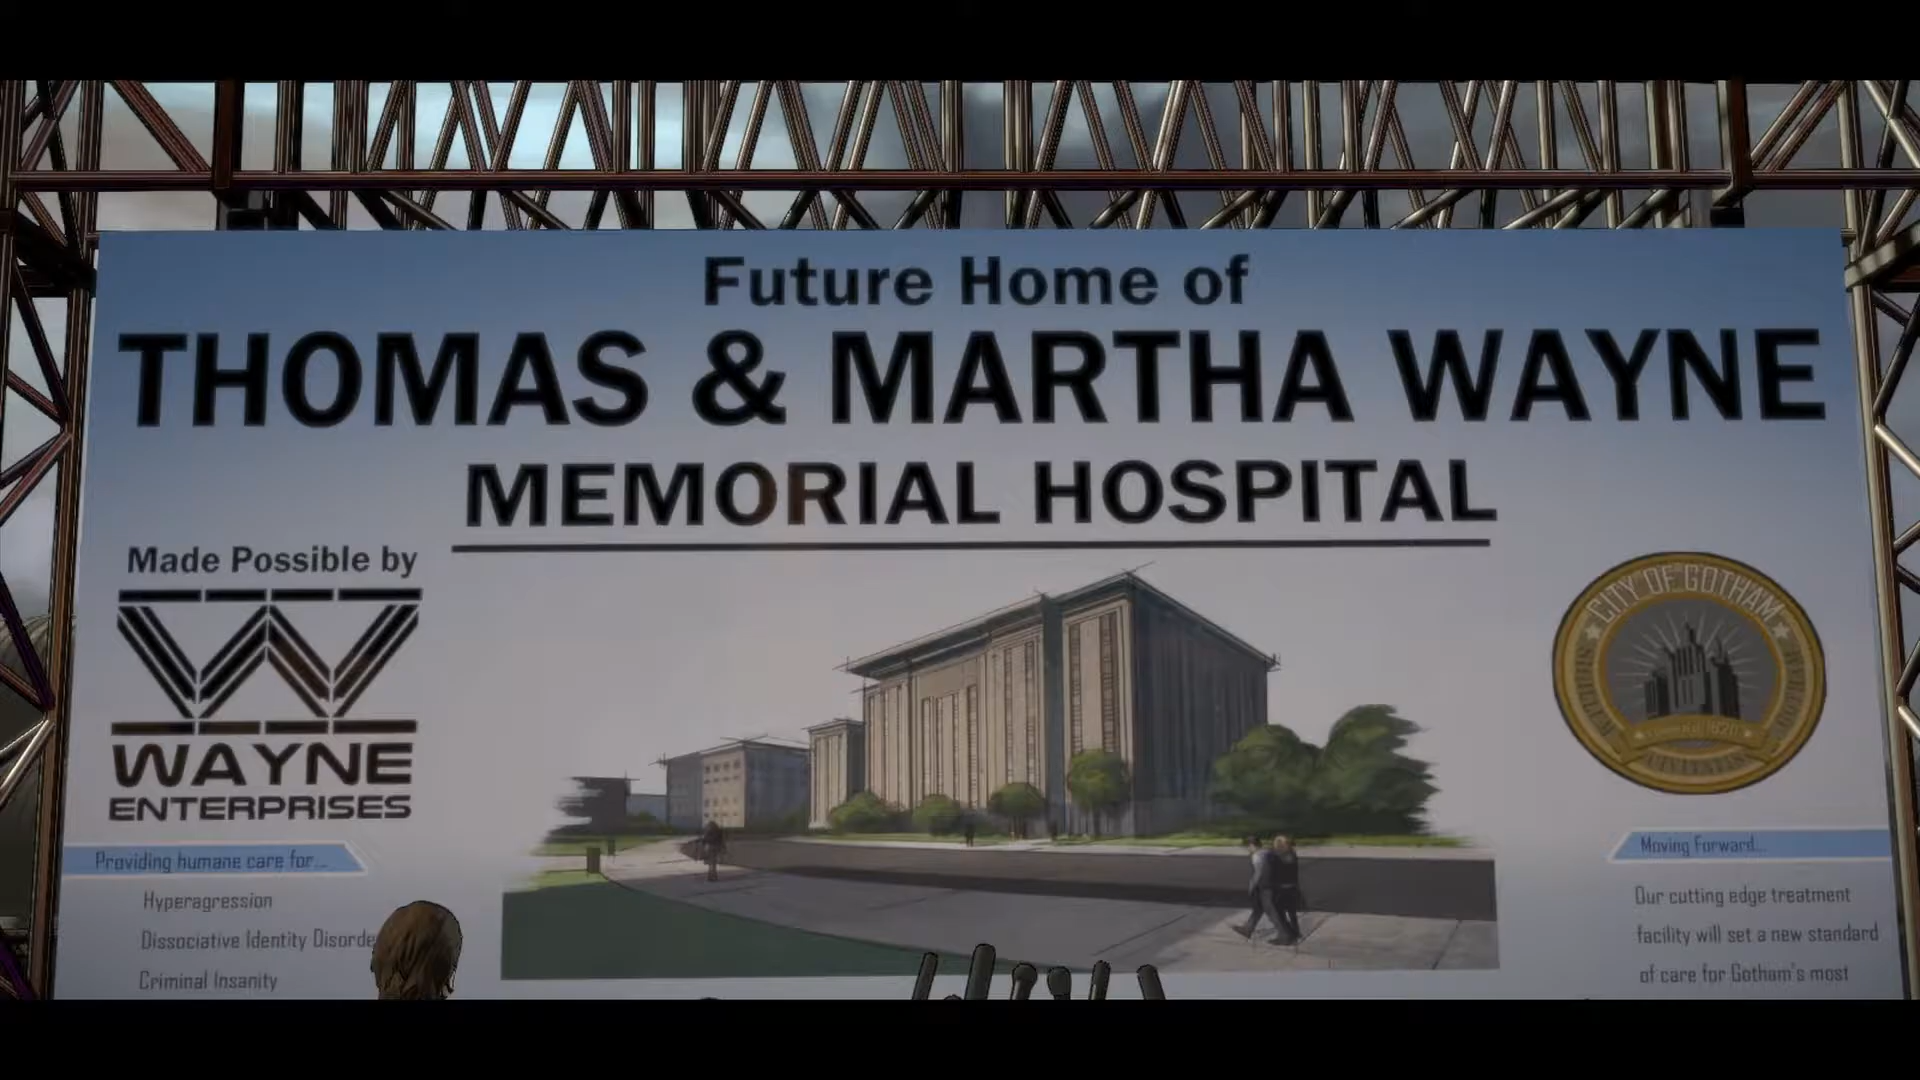 Future Home of
THOMAS & MARTHA WAYNE
MEMORIAL HOSPITAL
Made Possible by
WAYNE
ENTERPRISES
CITY OF GOTHAM
Providing humane care for...
Hyperagression
Dissociative Identity Disorde
Criminal Insanity
Moving Forward...
Our cutting edge treatment
facility will set a new standard
of care for Gotham's most